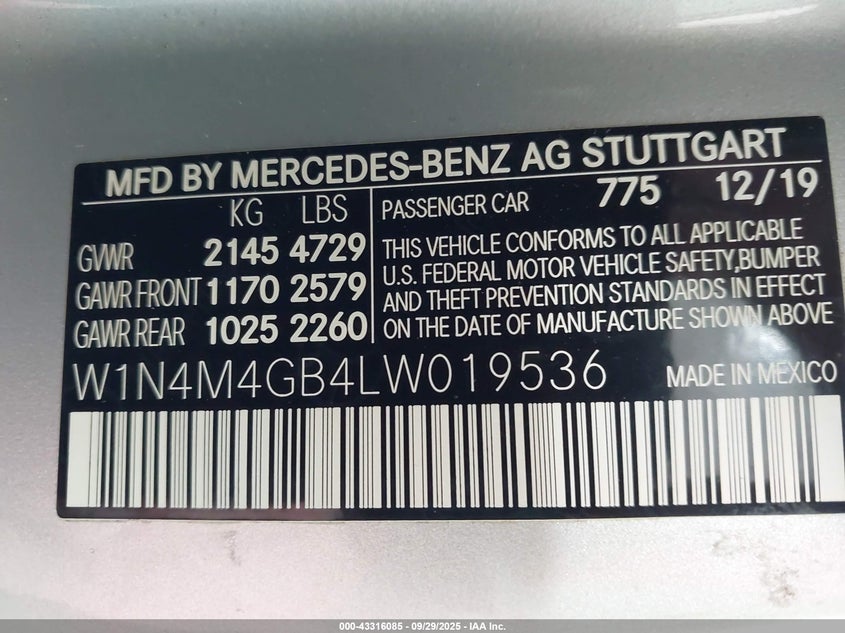 MFD BY MERCEDES-BENZ AG STUTTGART
KG LBS
GVWR 2145 4729
GAWR FRONT 1170 2579
GAWR REAR 1025 2260
PASSENGER CAR 775 12/19
THIS VEHICLE CONFORMS TO ALL APPLICABLE
U.S. FEDERAL MOTOR VEHICLE SAFETY,BUMPER
AND THEFT PREVENTION STANDARDS IN EFFECT
ON THE DATE OF MANUFACTURE SHOWN ABOVE
W1N4M4GB4LW019536 MADE IN MEXICO
000-43316085 | 09/29/2025 | IAA Inc.